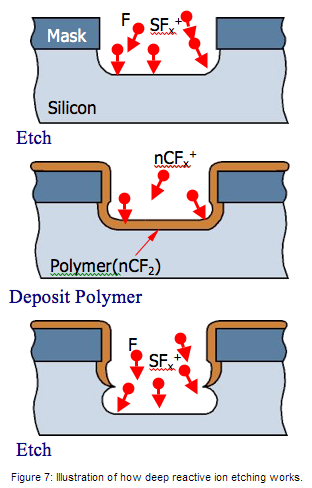 F SFx+
Mask
Silicon
Etch
nCFx+
Polymer(nCF2)
Deposit Polymer
F
SFx+
Etch
Figure 7: Illustration of how deep reactive ion etching works.